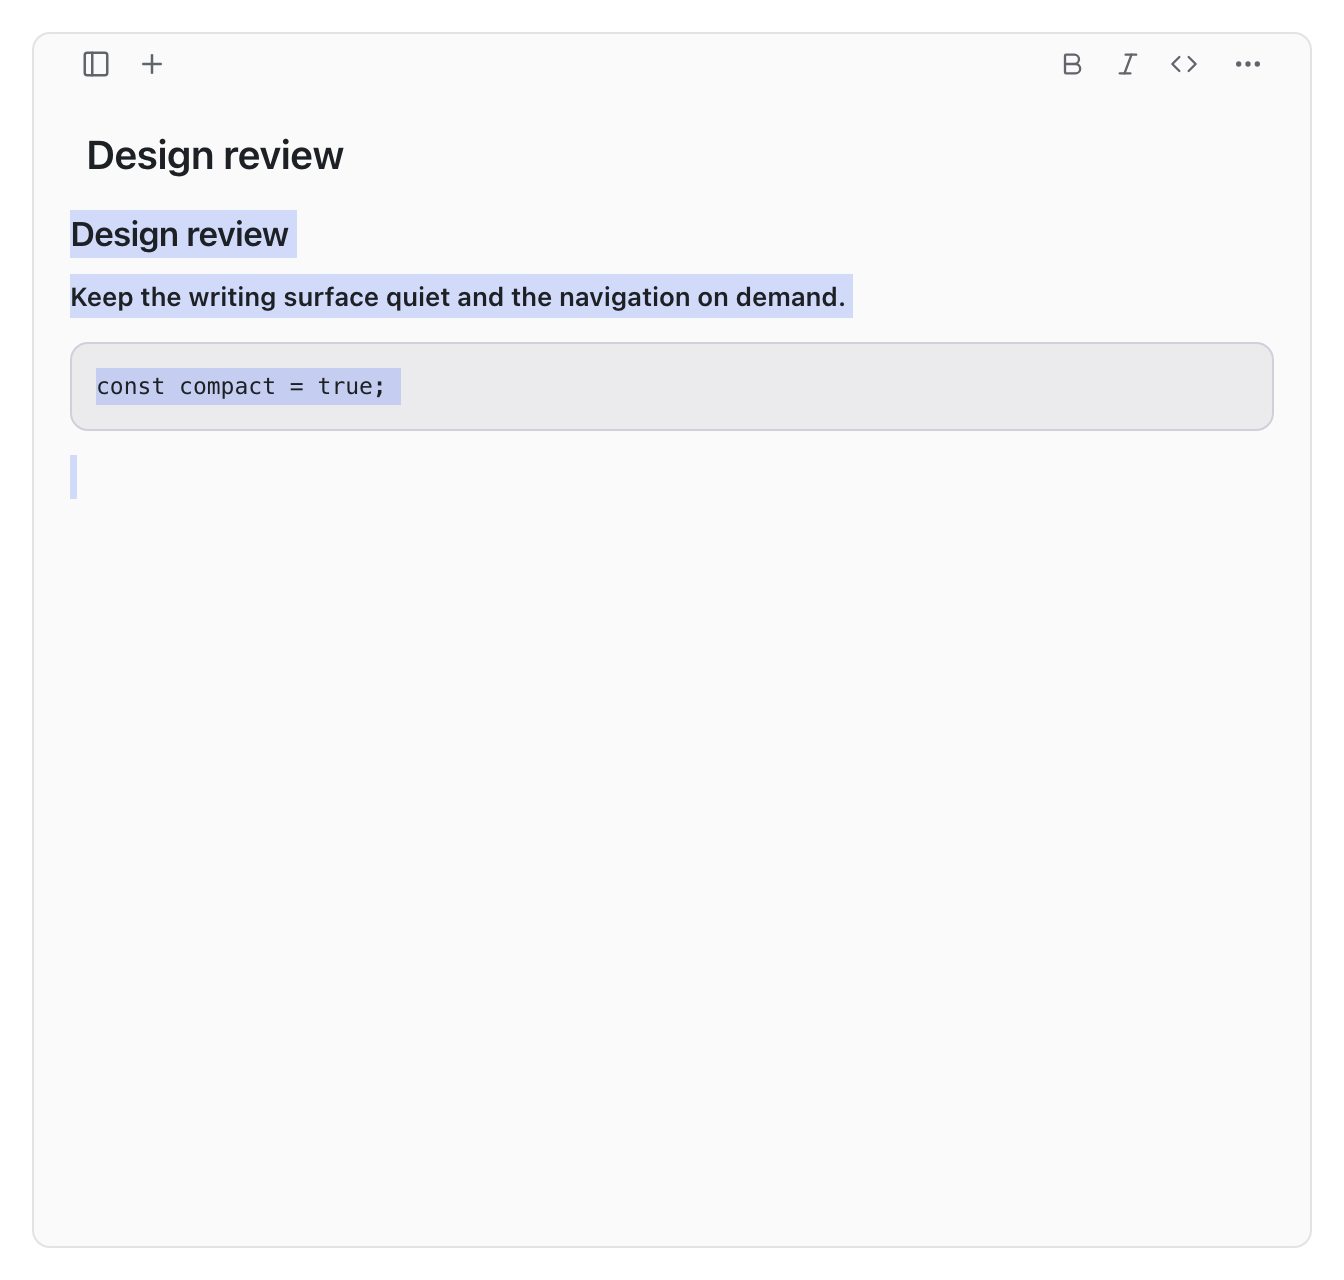 Design review
Design review
Keep the writing surface quiet and the navigation on demand.
const compact = true;